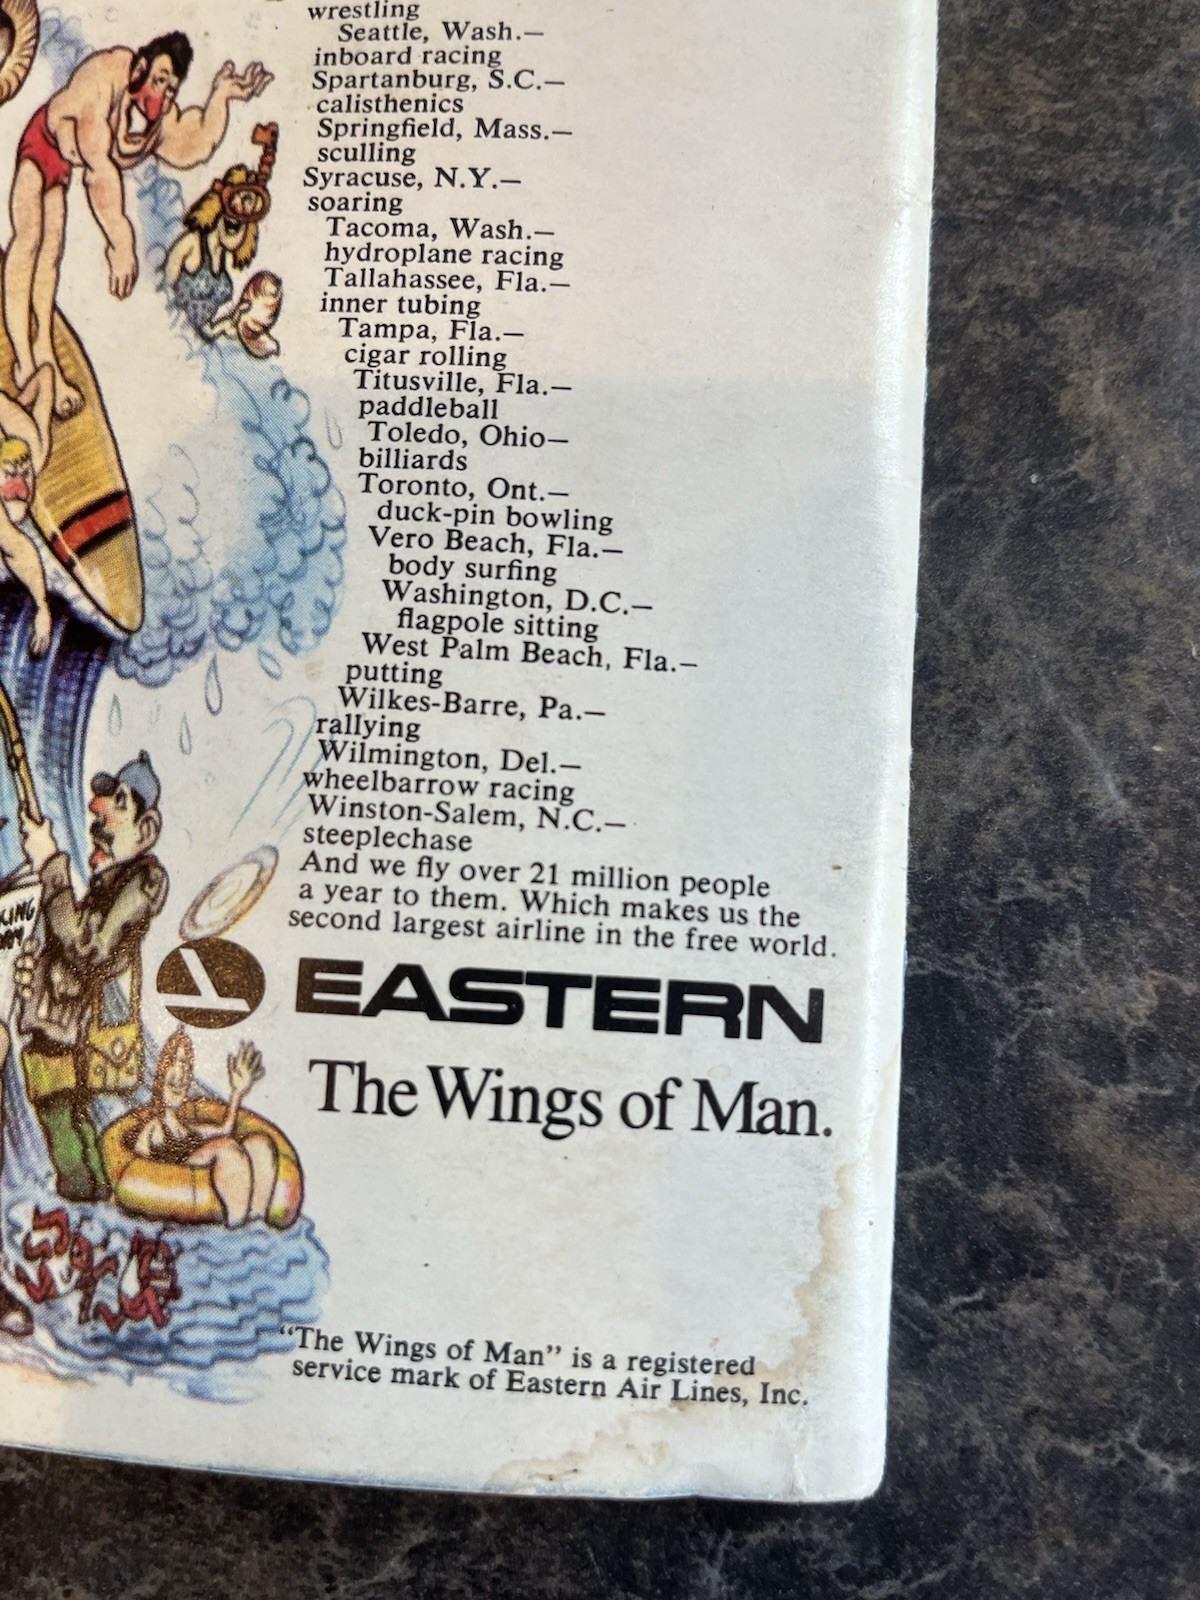 wrestling
Seattle, Wash.—
inboard racing
Spartanburg, S.C.—
calisthenics
Springfield, Mass.—
sculling
Syracuse, N.Y.—
soaring
Tacoma, Wash.—
hydroplane racing
Tallahassee, Fla.—
inner tubing
Tampa, Fla.—
cigar rolling
Titusville, Fla.—
paddleball
Toledo, Ohio—
billiards
Toronto, Ont.—
duck-pin bowling
Vero Beach, Fla.—
body surfing
Washington, D.C.—
flagpole sitting
West Palm Beach, Fla.—
putting
Wilkes-Barre, Pa.—
rallying
Wilmington, Del.—
wheelbarrow racing
Winston-Salem, N.C.—
steeplechase
And we fly over 21 million people
a year to them. Which makes us the
second largest airline in the free world.
EASTERN
The Wings of Man.
“The Wings of Man” is a registered
service mark of Eastern Air Lines, Inc.